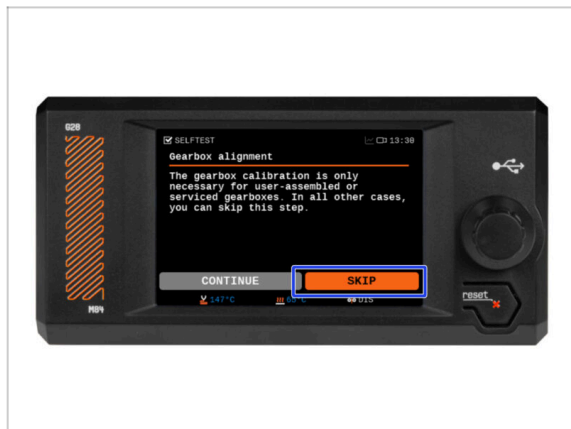 G28
SELFTEST
13:30
Gearbox alignment
The gearbox calibration is only
necessary for user-assembled or
serviced gearboxes. In all other cases,
you can skip this step.
CONTINUE
SKIP
147°C
DIS
reset
M84